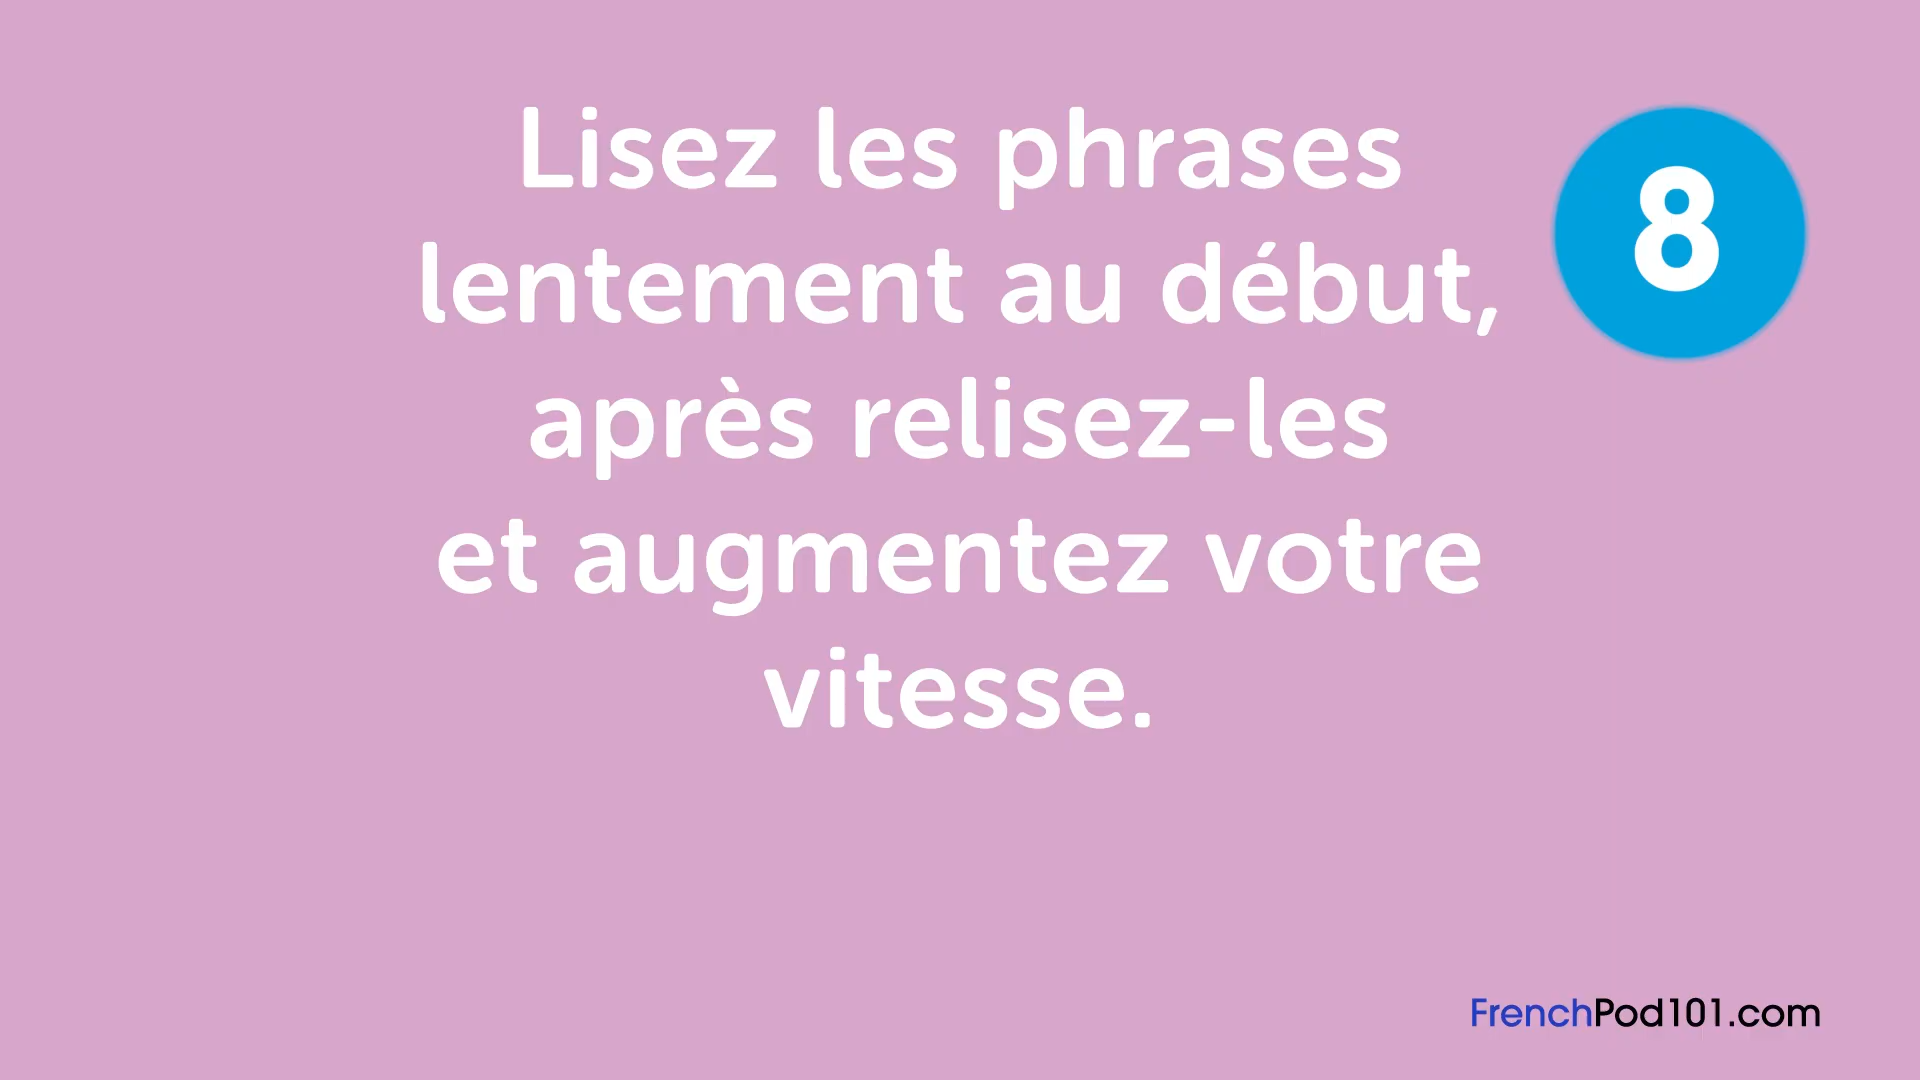 Lisez les phrases
lentement au début,
après relisez-les
et augmentez votre
vitesse.
8
FrenchPod101.com